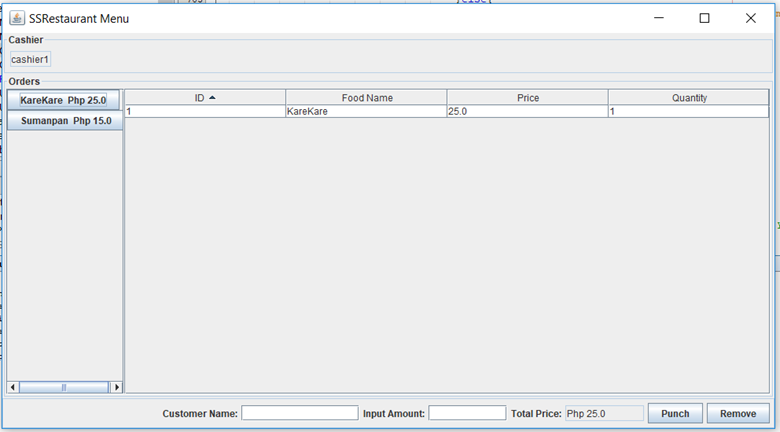 SSRestaurant Menu
Cashier
cashier1
Orders
KareKare Php 25.0
Sumanpan Php 15.0
ID Food Name Price Quantity
1 KareKare 25.0 1
Customer Name: Input Amount: Total Price: Php 25.0 Punch Remove